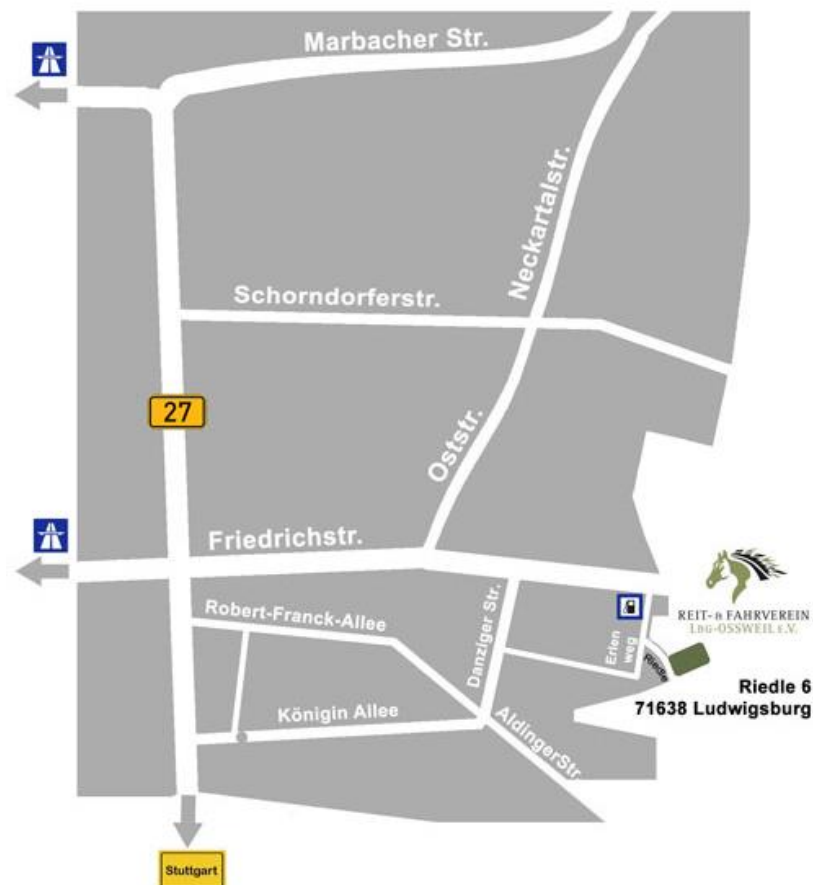 Marbacher Str.
Neckartalstr.
Schorndorferstr.
27
Oststr.
Friedrichstr.
Robert-Franck-Allee
Danziger Str.
Erlen
weg
Riedle
REIT- & FAHRVEREIN
LBG-OSSWEIL E.V.
Riedle 6
71638 Ludwigsburg
Königin Allee
AldingerStr.
Stuttgart